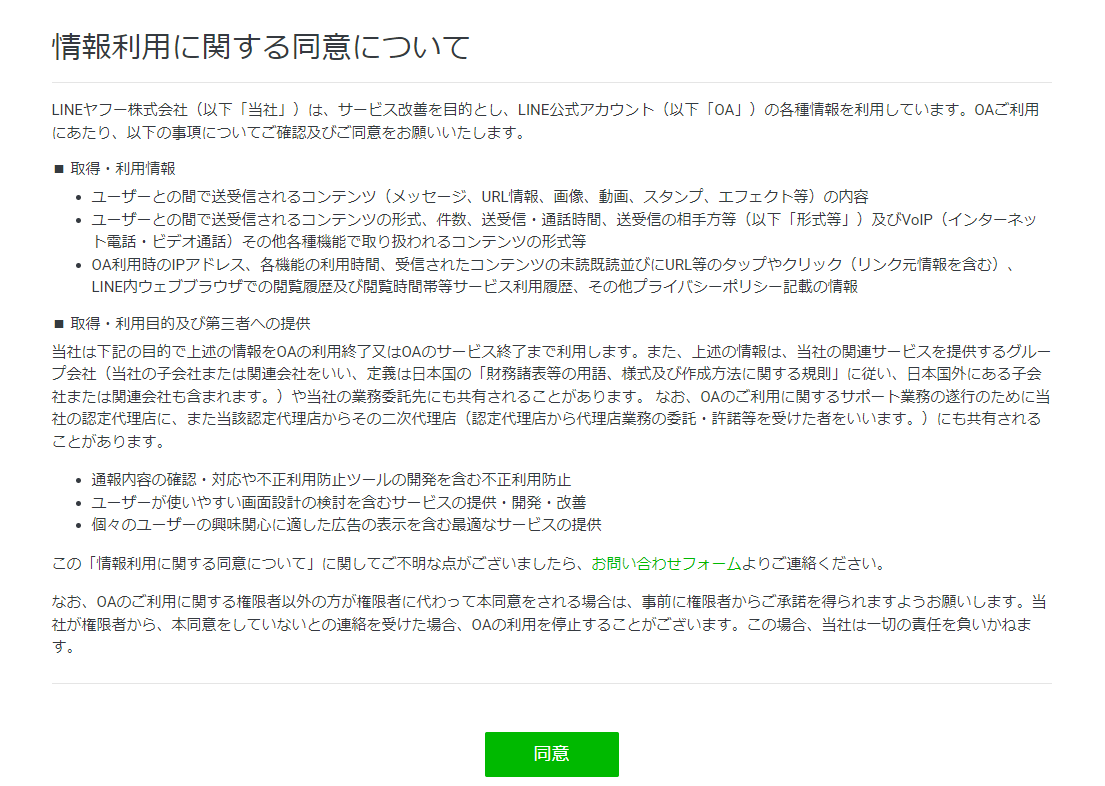 情報利用に関する同意について
LINEヤフー株式会社（以下「当社」）は、サービス改善を目的とし、LINE公式アカウント（以下「OA」）の各種情報を利用しています。OAご利用
にあたり、以下の事項についてご確認及びご同意をお願いいたします。
■ 取得・利用情報
• ユーザーとの間で送受信されるコンテンツ（メッセージ、URL情報、画像、動画、スタンプ、エフェクト等）の内容
• ユーザーとの間で送受信されるコンテンツの形式、件数、送受信・通話時間、送受信の相手方等（以下「形式等」）及びVoIP（インターネッ
ト電話・ビデオ通話）その他各種機能で取り扱われるコンテンツの形式等
• OA利用時のIPアドレス、各機能の利用時間、受信されたコンテンツの未読既読並びにURL等のタップやクリック（リンク元情報を含む）、
LINE内ウェブブラウザでの閲覧履歴及び閲覧時間帯等サービス利用履歴、その他プライバシーポリシー記載の情報
■ 取得・利用目的及び第三者への提供
当社は下記の目的で上述の情報をOAの利用終了又はOAのサービス終了まで利用します。また、上述の情報は、当社の関連サービスを提供するグルー
プ会社（当社の子会社または関連会社をいい、定義は日本国の「財務諸表等の用語、様式及び作成方法に関する規則」に従い、日本国外にある子会
社または関連会社も含まれます。）や当社の業務委託先にも共有されることがあります。 なお、OAのご利用に関するサポート業務の遂行のために当
社の認定代理店に、また当該認定代理店からその二次代理店（認定代理店から代理店業務の委託・許諾等を受けた者をいいます。）にも共有される
ことがあります。
• 通報内容の確認・対応や不正利用防止ツールの開発を含む不正利用防止
• ユーザーが使いやすい画面設計の検討を含むサービスの提供・開発・改善
• 個々のユーザーの興味関心に適した広告の表示を含む最適なサービスの提供
この「情報利用に関する同意について」に関してご不明な点がございましたら、お問い合わせフォームよりご連絡ください。
なお、OAのご利用に関する権限者以外の方が権限者に代わって本同意をされる場合は、事前に権限者からご承諾を得られますようお願いします。当
社が権限者から、本同意をしていないとの連絡を受けた場合、OAの利用を停止することがございます。この場合、当社は一切の責任を負いかねま
す。
同意